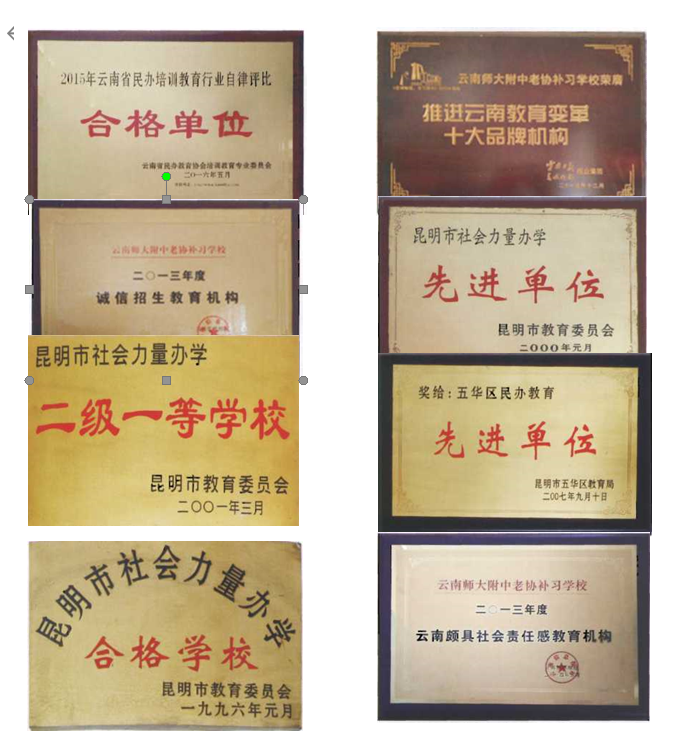 2015年云南省民办培训教育行业自律评比
合格单位
云南省民办教育协会培训教育专业委员会
二〇一六年五月
云南师大附中老协补习学校
二〇一三年度
诚信招生教育机构
昆明市社会力量办学
二级一等学校
昆明市教育委员会
二〇〇一年三月
昆明市社会力量办学
合格学校
昆明市教育委员会
一九九六年元月
云南师大附中老协补习学校荣膺
推进云南教育变革
十大品牌机构
昆明市社会力量办学
先进单位
昆明市教育委员会
二000年元月
奖给：五华区民办教育
先进单位
昆明市五华区教育局
二00七年九月十日
云南师大附中老协补习学校
二〇一三年度
云南颇具社会责任感教育机构